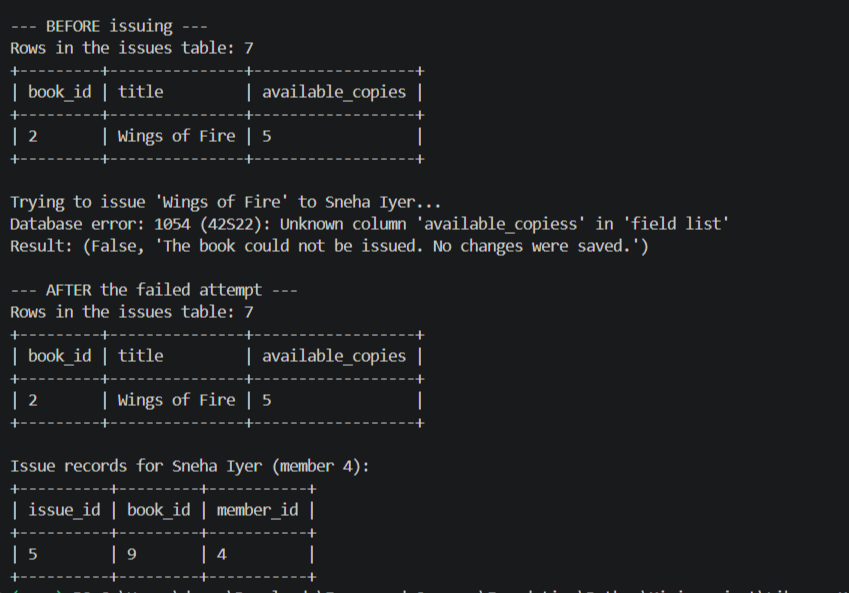 --- BEFORE issuing ---
Rows in the issues table: 7
+---------+---------------+------------------+
| book_id | title         | available_copies |
+---------+---------------+------------------+
| 2       | Wings of Fire | 5                |
+---------+---------------+------------------+
Trying to issue 'Wings of Fire' to Sneha Iyer...
Database error: 1054 (42S22): Unknown column 'available_copiess' in 'field list'
Result: (False, 'The book could not be issued. No changes were saved.')
--- AFTER the failed attempt ---
Rows in the issues table: 7
+---------+---------------+------------------+
| book_id | title         | available_copies |
+---------+---------------+------------------+
| 2       | Wings of Fire | 5                |
+---------+---------------+------------------+
Issue records for Sneha Iyer (member 4):
+----------+---------+-----------+
| issue_id | book_id | member_id |
+----------+---------+-----------+
| 5        | 9       | 4         |
+----------+---------+-----------+